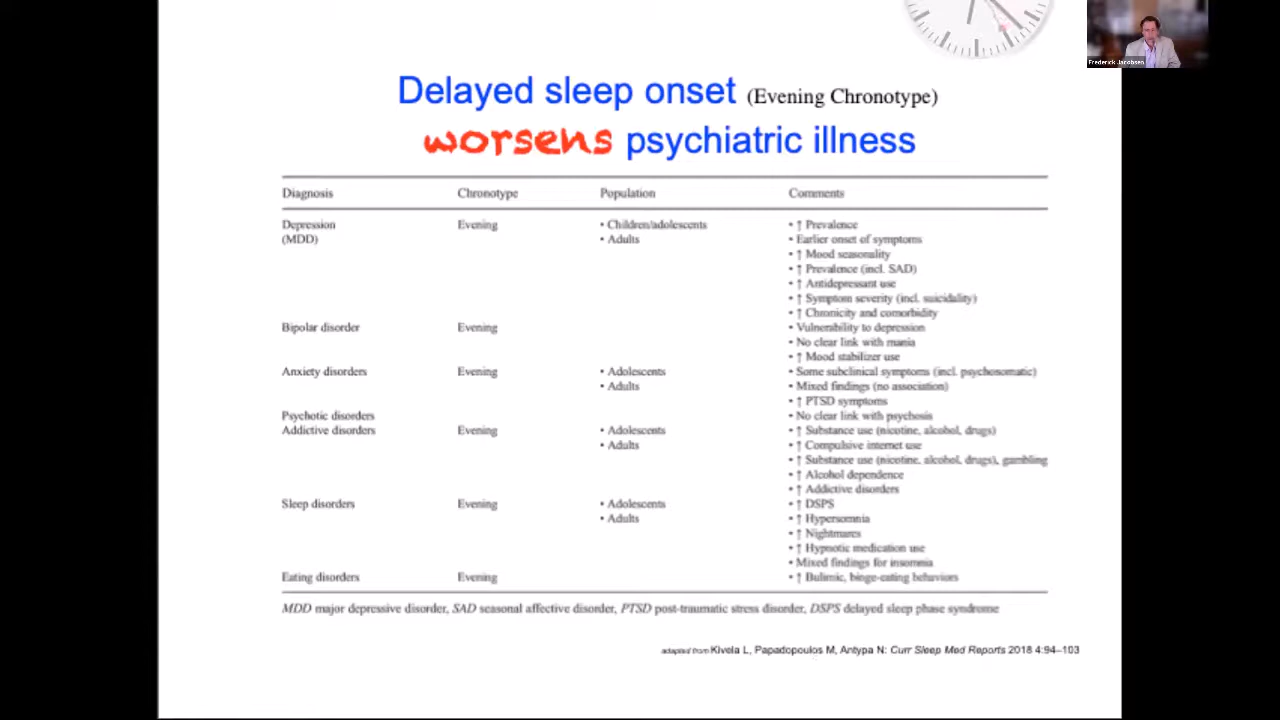 Frederick Jacobsen
Delayed sleep onset (Evening Chronotype)
worsens psychiatric illness
Diagnosis Chronotype Population Comments
Depression Evening • Children/adolescents • ↑ Prevalence
(MDD) • Adults • Earlier onset of symptoms
• ↑ Mood seasonality
• ↑ Prevalence (incl. SAD)
• ↑ Antidepressant use
• ↑ Symptom severity (incl. suicidality)
• ↑ Chronicity and comorbidity
Bipolar disorder Evening • Vulnerability to depression
• No clear link with mania
• ↑ Mood stabilizer use
Anxiety disorders Evening • Adolescents • Some subclinical symptoms (incl. psychosomatic)
• Adults • Mixed findings (no association)
• ↑ PTSD symptoms
Psychotic disorders • No clear link with psychosis
Addictive disorders Evening • Adolescents • ↑ Substance use (nicotine, alcohol, drugs)
• Adults • ↑ Compulsive internet use
• ↑ Substance use (nicotine, alcohol, drugs), gambling
• ↑ Alcohol dependence
• ↑ Addictive disorders
Sleep disorders Evening • Adolescents • ↑ DSPS
• Adults • ↑ Hypersomnia
• ↑ Nightmares
• ↑ Hypnotic medication use
• Mixed findings for insomnia
Eating disorders Evening • ↑ Bulimic, binge-eating behaviors
MDD major depressive disorder, SAD seasonal affective disorder, PTSD post-traumatic stress disorder, DSPS delayed sleep phase syndrome
adapted from Kivela L, Papadopoulos M, Antypa N: Curr Sleep Med Reports 2018 4:94–103